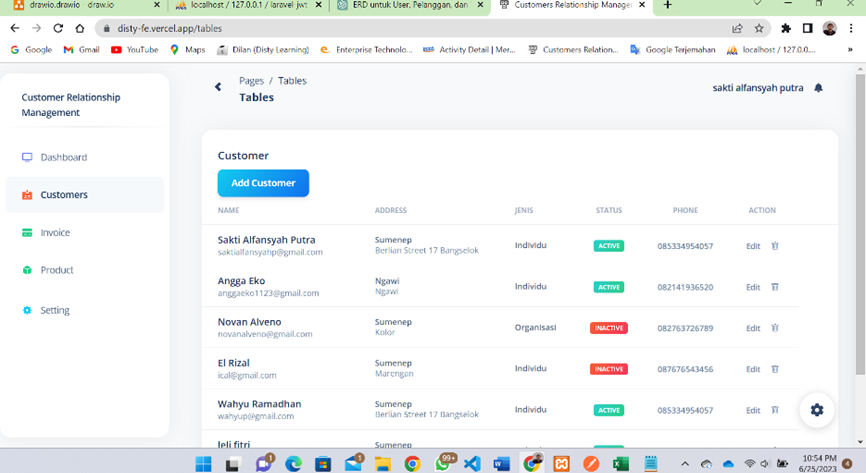 drawio.drawio - draw.io
localhost / 127.0.0.1 / laravel jwt
ERD untuk User, Pelanggan, dan
Customers Relationship Manager
disty-fe.vercel.app/tables
Google
Gmail
YouTube
Maps
Dilan (Disty Learning)
Enterprise Technolo...
Activity Detail | Mer...
Customers Relation...
Google Terjemahan
localhost / 127.0.0....
Customer Relationship
Management
Dashboard
Customers
Invoice
Product
Setting
Pages / Tables
Tables
sakti alfansyah putra
Customer
Add Customer
NAME ADDRESS JENIS STATUS PHONE ACTION
Sakti Alfansyah Putra
saktialfansyahp@gmail.com
Sumenep
Berlian Street 17 Bangselok
Individu
ACTIVE
085334954057
Edit
Angga Eko
anggaeko1123@gmail.com
Ngawi
Ngawi
Individu
ACTIVE
082141936520
Edit
Novan Alveno
novanalveno@gmail.com
Sumenep
Kolor
Organisasi
INACTIVE
082763726789
Edit
El Rizal
ical@gmail.com
Sumenep
Marengan
Individu
INACTIVE
087676543456
Edit
Wahyu Ramadhan
wahyup@gmail.com
Sumenep
Berlian Street 17 Bangselok
Individu
ACTIVE
085334954057
Edit
Jeli fitri
Sumenep
1
99+
1
10:54 PM
6/25/2023
4